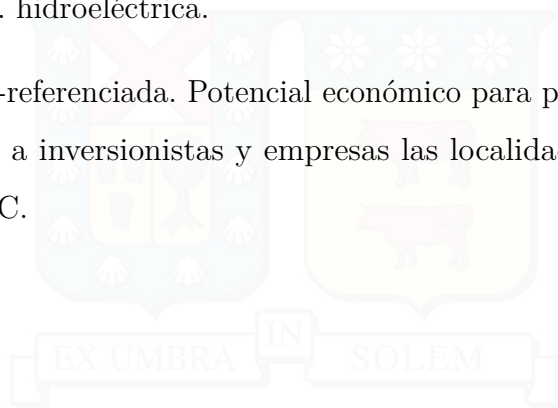 . hidroeléctrica.
-referenciada. Potencial económico para p
a inversionistas y empresas las localida
C.
IN
EX UMBRA SOLEM